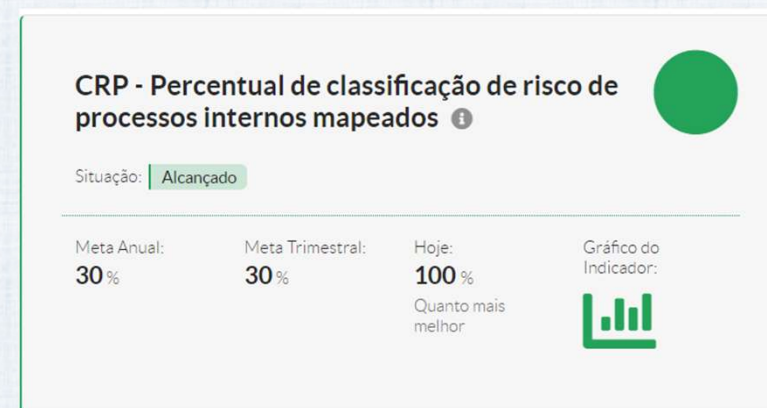 CRP - Percentual de classificação de risco de
processos internos mapeados
Situação: Alcançado
Meta Anual:
30 %
Meta Trimestral:
30 %
Hoje:
100 %
Quanto mais
melhor
Gráfico do
Indicador: